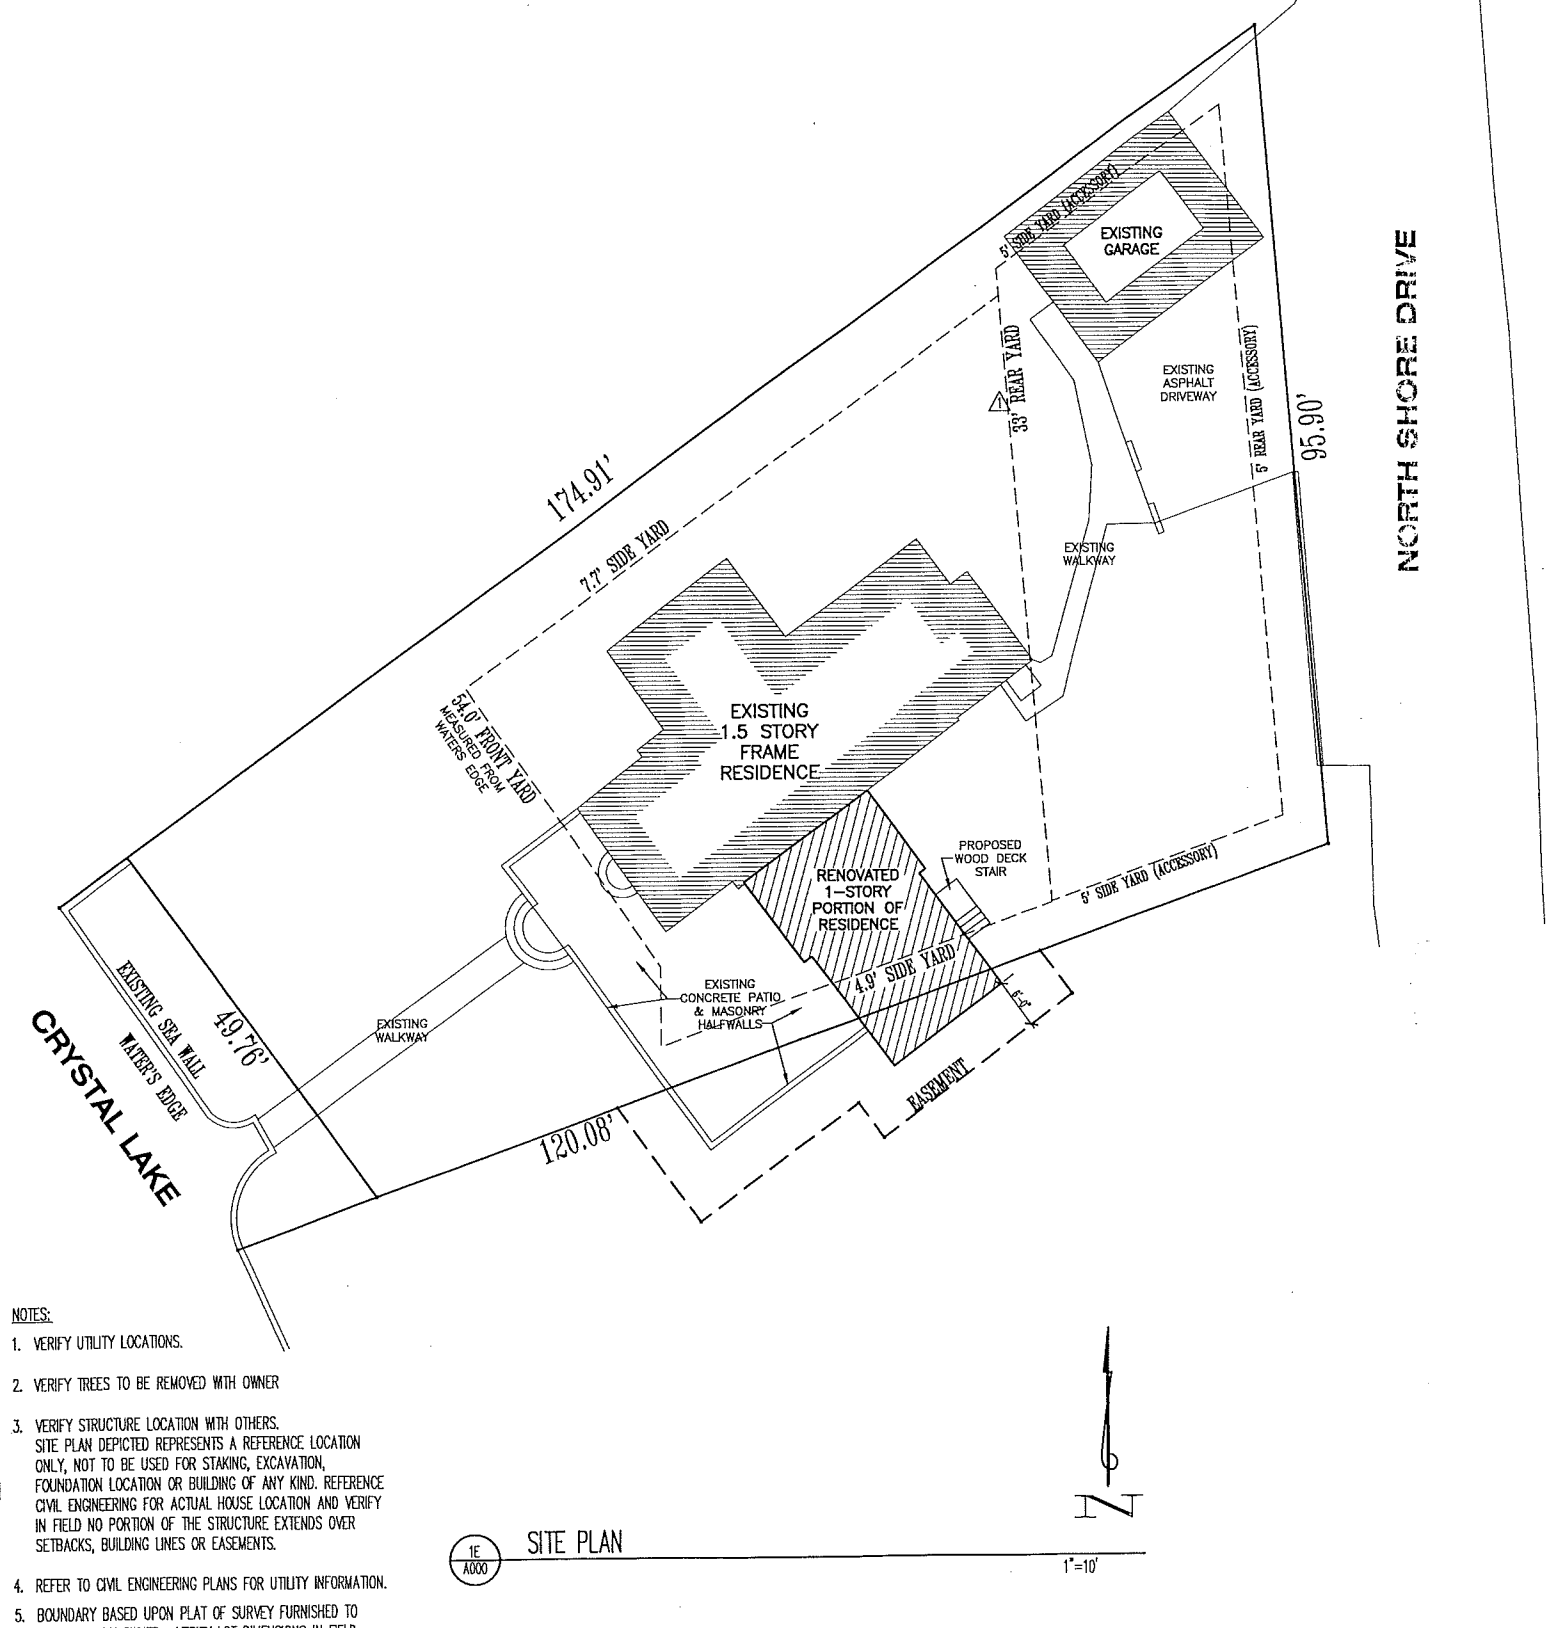 5' SIDE YARD (ACCESSORY)
EXISTING
GARAGE
NORTH SHORE DRIVE
33' REAR YARD
1
EXISTING
ASPHALT
DRIVEWAY
5' REAR YARD (ACCESSORY)
95.90'
174.91'
7.7' SIDE YARD
EXISTING
WALKWAY
54.0' FRONT YARD
MEASURED FROM
WATERS EDGE
EXISTING
1.5 STORY
FRAME
RESIDENCE
PROPOSED
WOOD DECK
STAIR
RENOVATED
1-STORY
PORTION OF
RESIDENCE
5' SIDE YARD (ACCESSORY)
4.9' SIDE YARD
6'-0"
EXISTING
CONCRETE PATIO
& MASONRY
HALFWALLS
EXISTING
WALKWAY
EXISTING SEA WALL
WATER'S EDGE
49.76'
CRYSTAL LAKE
EASEMENT
120.08'
NOTES:
1. VERIFY UTILITY LOCATIONS.
2. VERIFY TREES TO BE REMOVED WITH OWNER
3. VERIFY STRUCTURE LOCATION WITH OTHERS.
SITE PLAN DEPICTED REPRESENTS A REFERENCE LOCATION
ONLY, NOT TO BE USED FOR STAKING, EXCAVATION,
FOUNDATION LOCATION OR BUILDING OF ANY KIND. REFERENCE
CIVIL ENGINEERING FOR ACTUAL HOUSE LOCATION AND VERIFY
IN FIELD NO PORTION OF THE STRUCTURE EXTENDS OVER
SETBACKS, BUILDING LINES OR EASEMENTS.
4. REFER TO CIVIL ENGINEERING PLANS FOR UTILITY INFORMATION.
5. BOUNDARY BASED UPON PLAT OF SURVEY FURNISHED TO
N
1E
A000
SITE PLAN
1"=10'